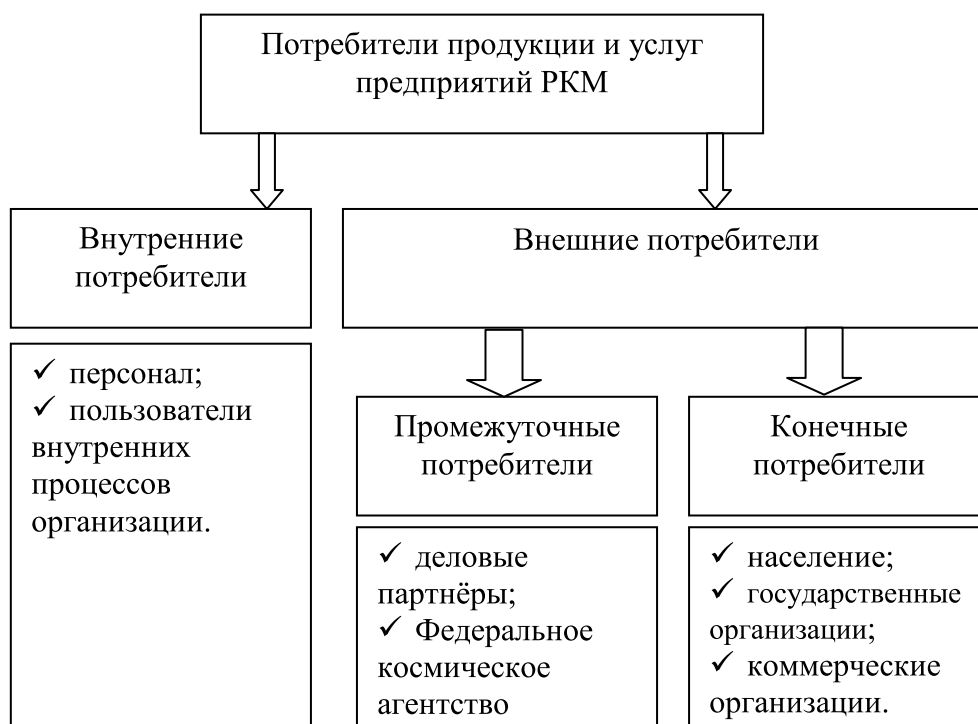 Потребители продукции и услуг
предприятий РКМ
Внутренние
потребители
Внешние потребители
✓ персонал;
✓ пользователи
внутренних
процессов
организации.
Промежуточные
потребители
Конечные
потребители
✓ деловые
партнёры;
✓ Федеральное
космическое
агентство
✓ население;
✓ государственные
организации;
✓ коммерческие
организации.